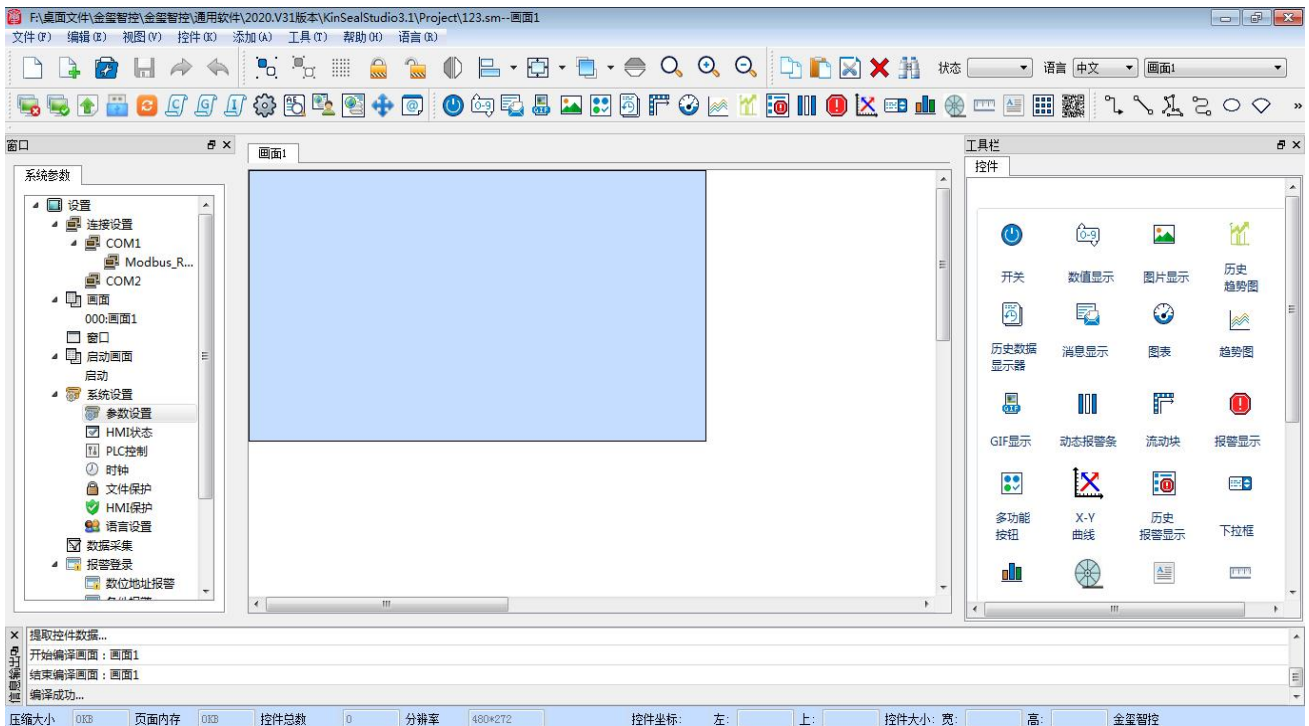 F:\桌面文件\金玺智控\金玺智控\通用软件\2020.V31版本\KinSealStudio3.1\Project\123.sm--画面1
文件(F) 编辑(E) 视图(V) 控件(K) 添加(A) 工具(T) 帮助(H) 语言(R)
状态 语言 中文 画面1
窗口
系统参数
设置
连接设置
COM1
Modbus_R...
COM2
画面
000:画面1
窗口
启动画面
启动
系统设置
参数设置
HMI状态
PLC控制
时钟
文件保护
HMI保护
语言设置
数据采集
报警登录
数位地址报警
画面1
工具栏
控件
开关 数值显示 图片显示 历史
趋势图
历史数据
显示器 消息显示 图表 趋势图
GIF
GIF显示 动态报警条 流动块 报警显示
多功能
按钮 X-Y
曲线 历史
报警显示 下拉框
提取控件数据...
开始编译画面：画面1
结束编译画面：画面1
编译成功...
信息输出
压缩大小 0KB 页面内存 0KB 控件总数 0 分辨率 480*272 控件坐标: 左: 上: 控件大小: 宽: 高: 金玺智控